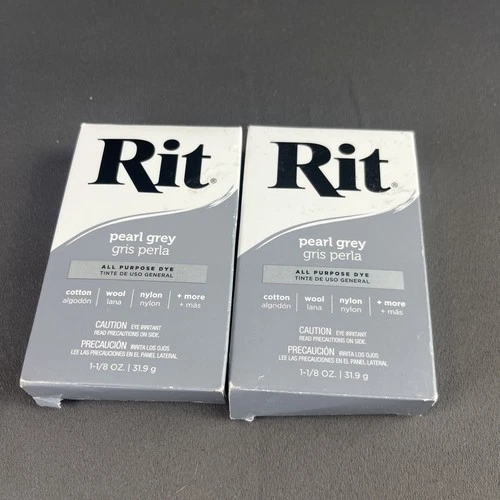 Rit®
pearl grey
gris perla
ALL PURPOSE DYE
TINTE DE USO GENERAL
cotton | wool | nylon | + more
algodón | lana | nylon | + más
CAUTION EYE IRRITANT
READ PRECAUTIONS ON SIDE.
PRECAUCIÓN IRRITA LOS OJOS
LEE LAS PRECAUCIONES EN EL PANEL LATERAL.
1-1/8 OZ. | 31.9 g
Rit®
pearl grey
gris perla
ALL PURPOSE DYE
TINTE DE USO GENERAL
cotton | wool | nylon | + more
algodón | lana | nylon | + más
CAUTION EYE IRRITANT
READ PRECAUTIONS ON SIDE.
PRECAUCIÓN IRRITA LOS OJOS
LEE LAS PRECAUCIONES EN EL PANEL LATERAL.
1-1/8 OZ. | 31.9 g